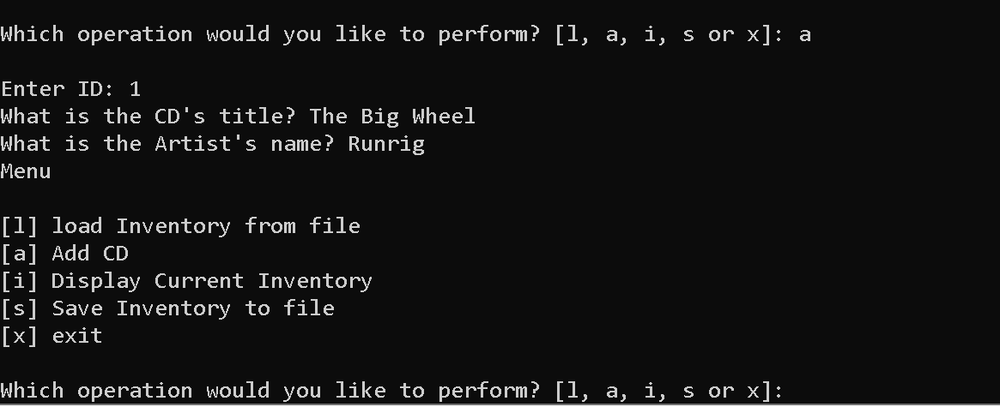 Which operation would you like to perform? [l, a, i, s or x]: a
Enter ID: 1
What is the CD's title? The Big Wheel
What is the Artist's name? Runrig
Menu
[l] load Inventory from file
[a] Add CD
[i] Display Current Inventory
[s] Save Inventory to file
[x] exit
Which operation would you like to perform? [l, a, i, s or x]: